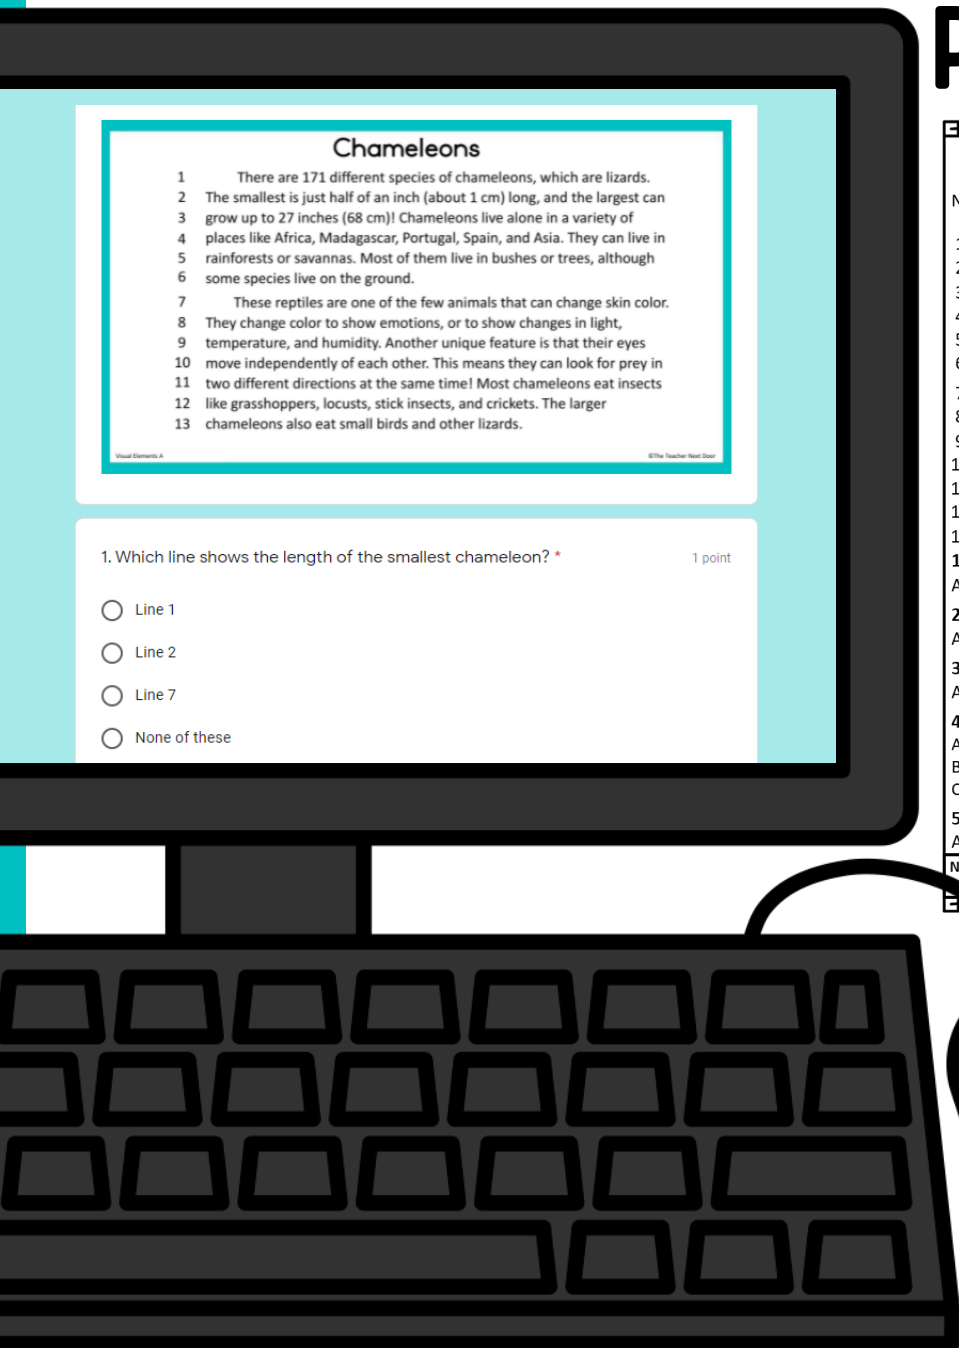 Chameleons
1 There are 171 different species of chameleons, which are lizards.
2 The smallest is just half of an inch (about 1 cm) long, and the largest can
3 grow up to 27 inches (68 cm)! Chameleons live alone in a variety of
4 places like Africa, Madagascar, Portugal, Spain, and Asia. They can live in
5 rainforests or savannas. Most of them live in bushes or trees, although
6 some species live on the ground.
7 These reptiles are one of the few animals that can change skin color.
8 They change color to show emotions, or to show changes in light,
9 temperature, and humidity. Another unique feature is that their eyes
10 move independently of each other. This means they can look for prey in
11 two different directions at the same time! Most chameleons eat insects
12 like grasshoppers, locusts, stick insects, and crickets. The larger
13 chameleons also eat small birds and other lizards.
Visual Elements A ©The Teacher Next Door
1. Which line shows the length of the smallest chameleon? * 1 point
Line 1
Line 2
Line 7
None of these